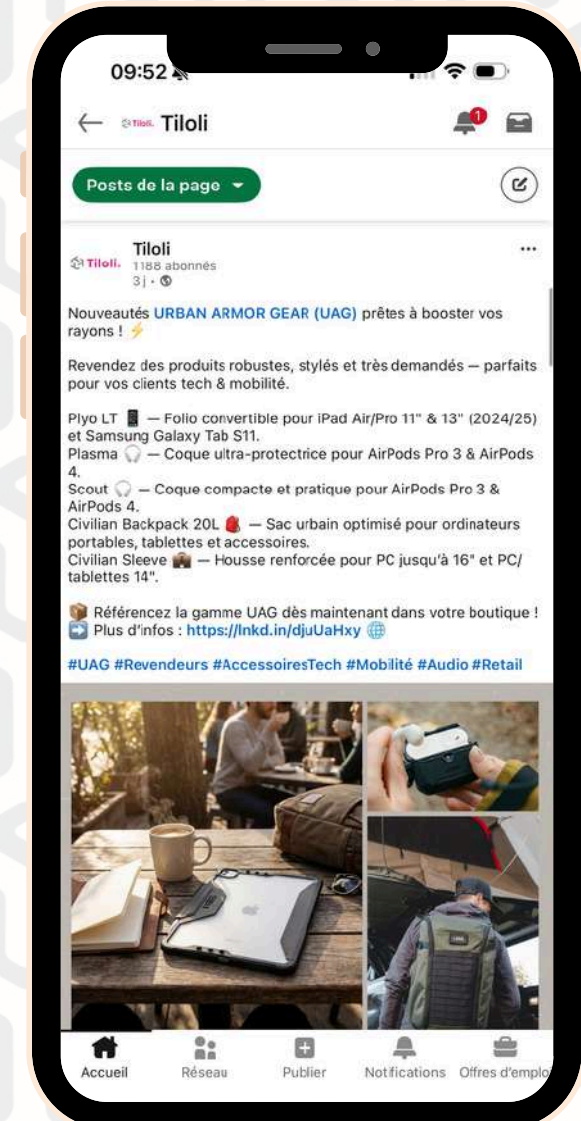 09:52
Tiloli. Tiloli
1
Posts de la page
Tiloli. Tiloli
1188 abonnés
3 j •
Nouveautés URBAN ARMOR GEAR (UAG) prêtes à booster vos
rayons ! ⚡
Revendez des produits robustes, stylés et très demandés — parfaits
pour vos clients tech & mobilité.
Plyo LT 📱 — Folio convertible pour iPad Air/Pro 11" & 13" (2024/25)
et Samsung Galaxy Tab S11.
Plasma 🎧 — Coque ultra-protectrice pour AirPods Pro 3 & AirPods
4.
Scout 🎧 — Coque compacte et pratique pour AirPods Pro 3 &
AirPods 4.
Civilian Backpack 20L 🎒 — Sac urbain optimisé pour ordinateurs
portables, tablettes et accessoires.
Civilian Sleeve 💼 — Housse renforcée pour PC jusqu'à 16" et PC/
tablettes 14".
📦 Référencez la gamme UAG dès maintenant dans votre boutique !
➡️ Plus d'infos : https://lnkd.in/djuUaHxy 🌐
#UAG #Revendeurs #AccessoiresTech #Mobilité #Audio #Retail
Accueil
Réseau
Publier
Notifications
Offres d'emploi